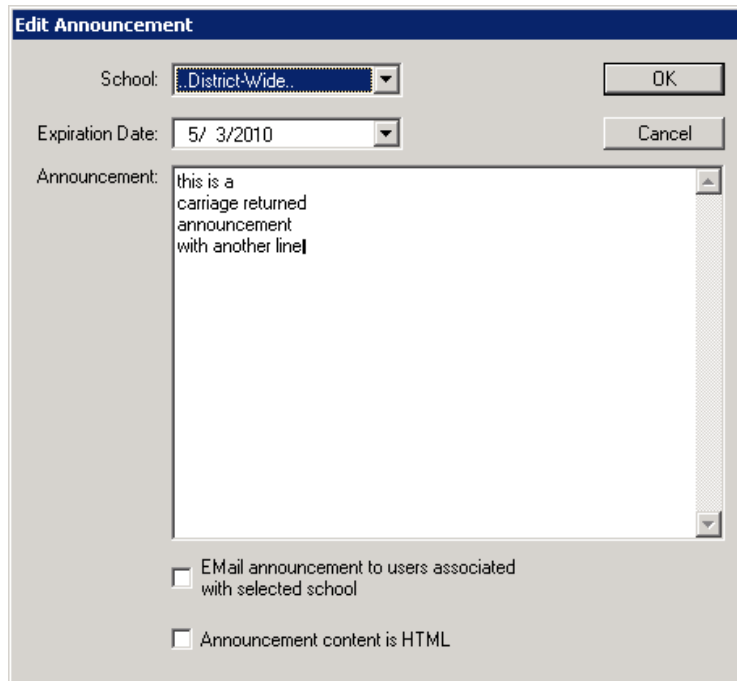 Edit Announcement
School: ..District-Wide..
OK
Expiration Date: 5/ 3/2010
Cancel
Announcement:
this is a
carriage returned
announcement
with another line
EMail announcement to users associated
with selected school
Announcement content is HTML